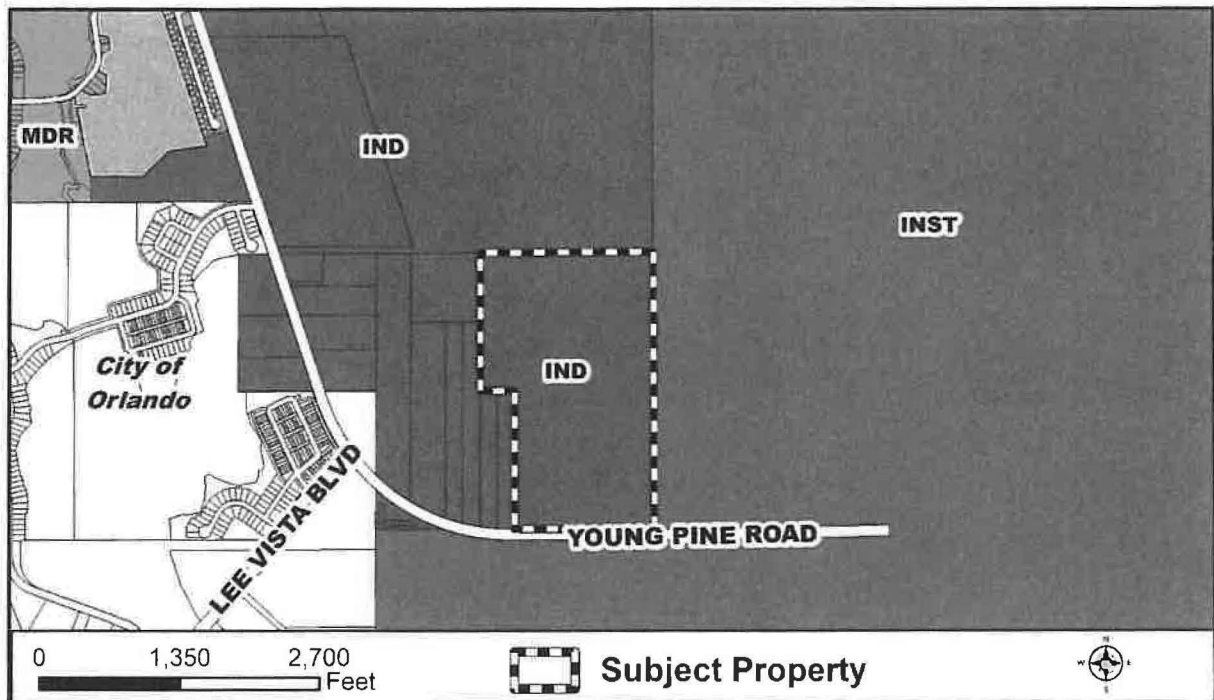 MDR
IND
INST
City of
Orlando
IND
LEE VISTA BLVD
YOUNG PINE ROAD
0 1,350 2,700
Feet
Subject Property
N
W E
S